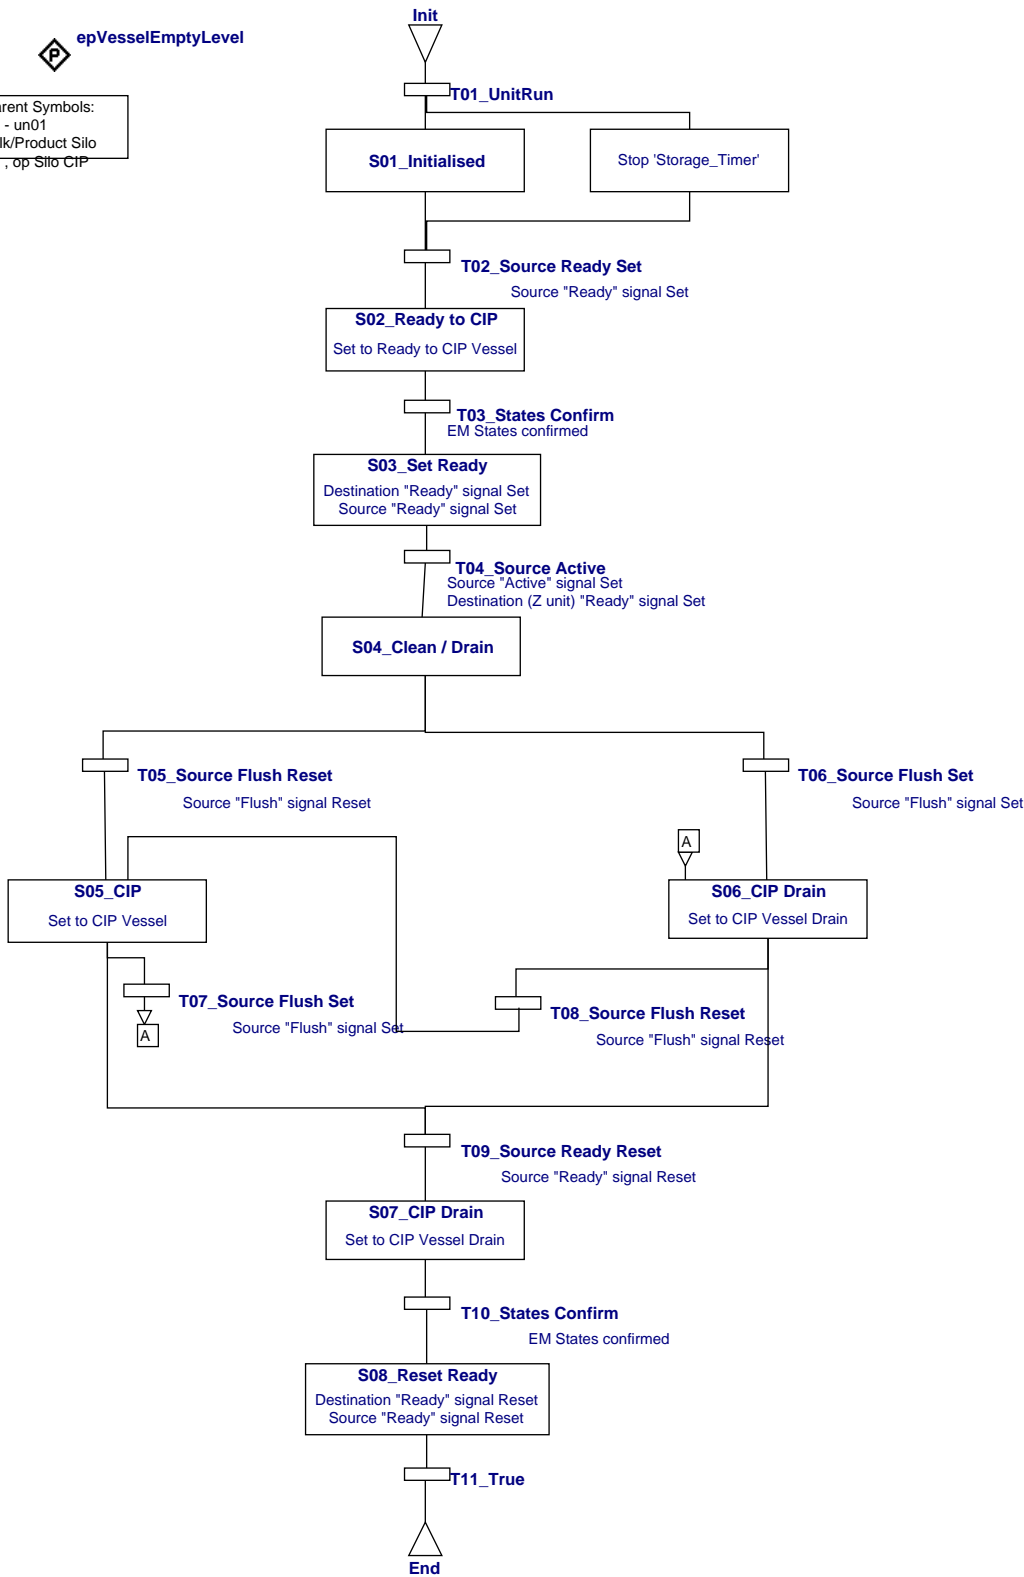 Init
P
epVesselEmptyLevel
T01_UnitRun
Symbols:
- un01
Silo
, op Silo CIP
S01_Initialised
Stop 'Storage_Timer'
T02_Source Ready Set
Source "Ready" signal Set
S02_Ready to CIP
Set to Ready to CIP Vessel
T03_States Confirm
EM States confirmed
S03_Set Ready
Destination "Ready" signal Set
Source "Ready" signal Set
T04_Source Active
Source "Active" signal Set
Destination (Z unit) "Ready" signal Set
S04_Clean / Drain
T05_Source Flush Reset
Source "Flush" signal Reset
T06_Source Flush Set
Source "Flush" signal Set
A
S05_CIP
Set to CIP Vessel
S06_CIP Drain
Set to CIP Vessel Drain
T07_Source Flush Set
Source "Flush" signal Set
A
T08_Source Flush Reset
Source "Flush" signal Reset
T09_Source Ready Reset
Source "Ready" signal Reset
S07_CIP Drain
Set to CIP Vessel Drain
T10_States Confirm
EM States confirmed
S08_Reset Ready
Destination "Ready" signal Reset
Source "Ready" signal Reset
T11_True
End